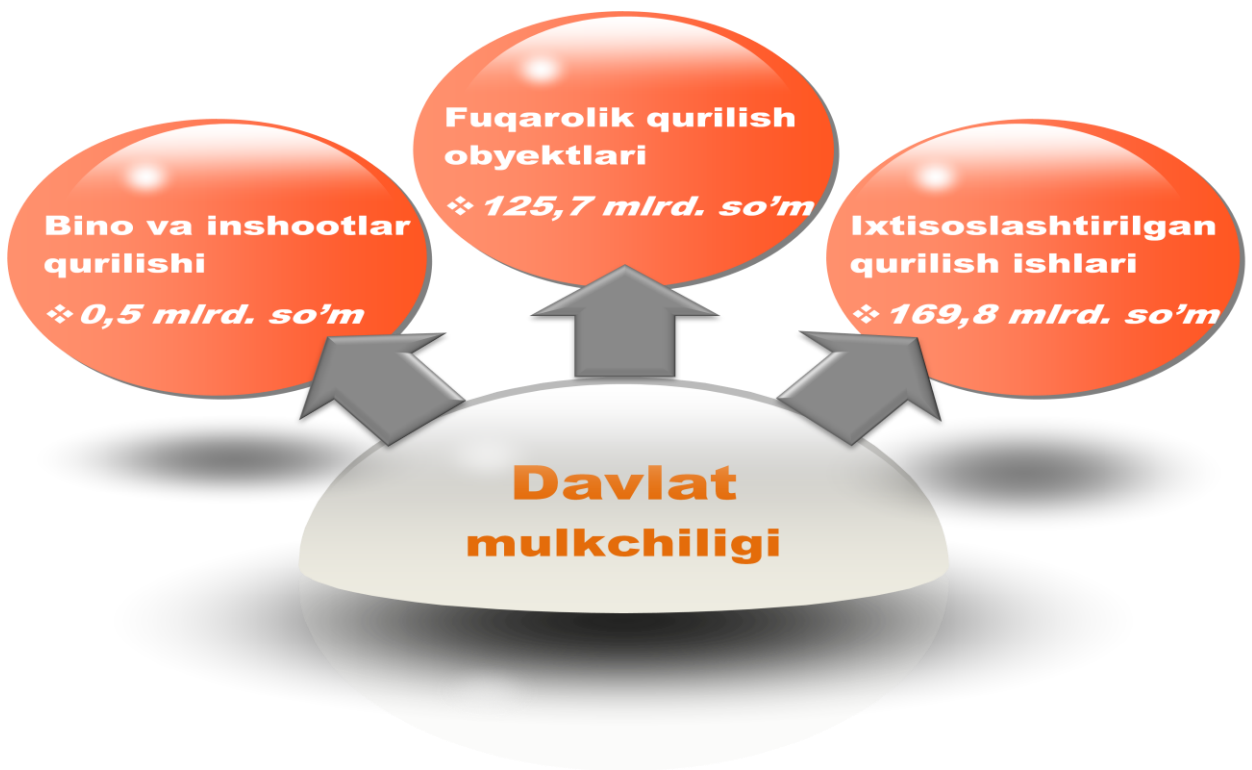 Fuqarolik qurilish
obyektlari
❖ 125,7 mlrd. so’m
Bino va inshootlar
qurilishi
❖ 0,5 mlrd. so’m
Ixtisoslashtirilgan
qurilish ishlari
❖ 169,8 mlrd. so’m
Davlat
mulkchiligi